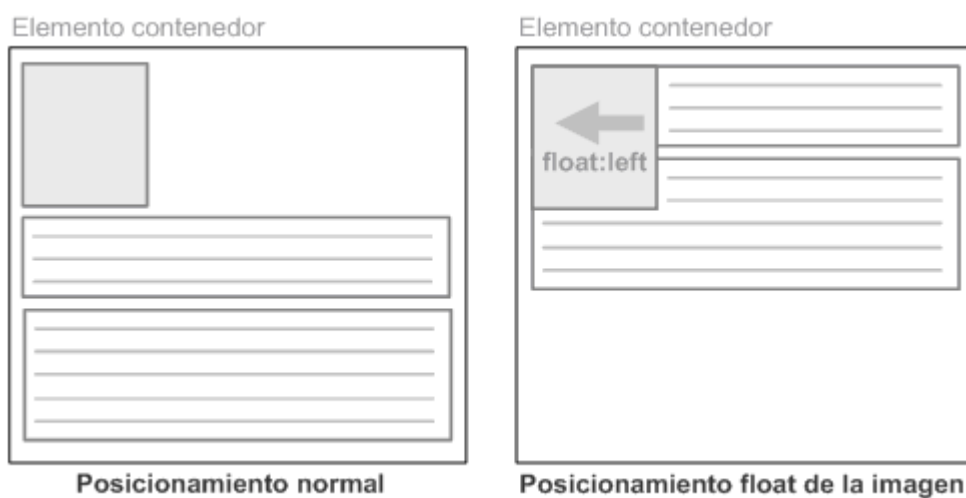 Elemento contenedor
Elemento contenedor
float:left
Posicionamiento normal
Posicionamiento float de la imagen